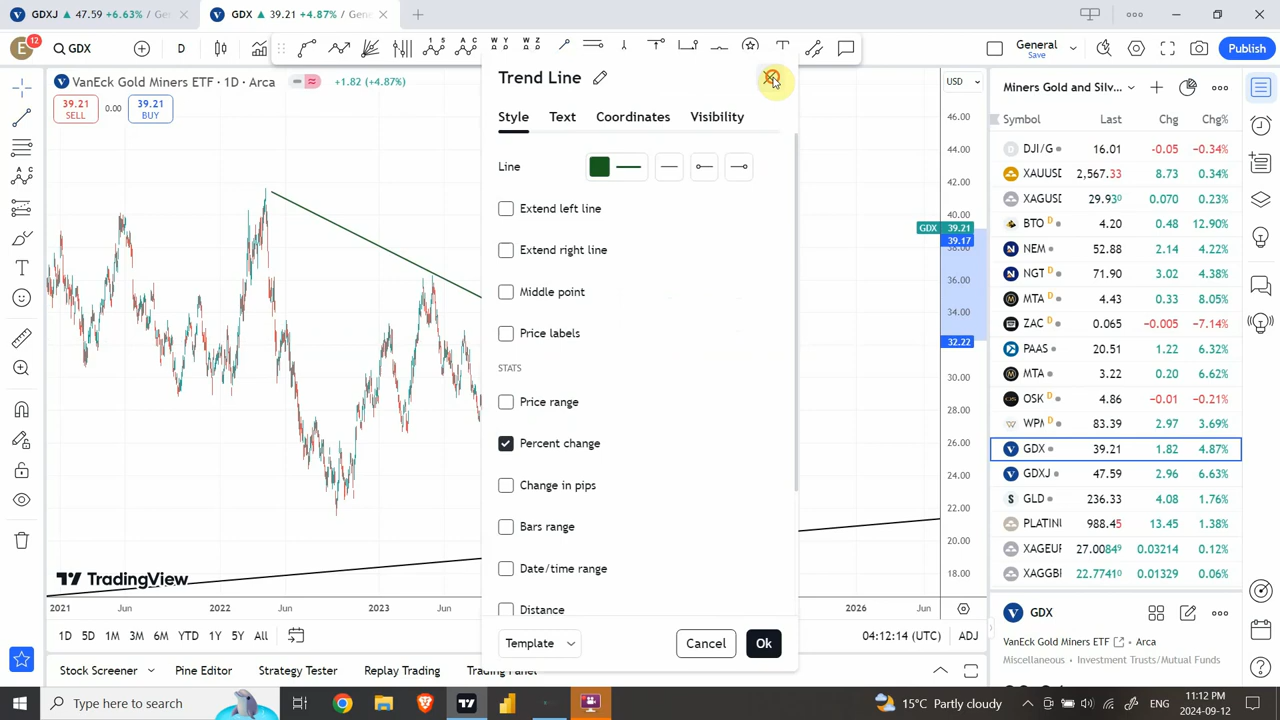 GDXJ ▲ 47.59 +6.63% / Gen
GDX ▲ 39.21 +4.87% / Gene
E
12
GDX
D
General
Save
Publish
VanEck Gold Miners ETF · 1D · Arca
+1.82 (+4.87%)
39.21
SELL
0.00
39.21
BUY
Trend Line
Style
Text
Coordinates
Visibility
Line
Extend left line
Extend right line
Middle point
Price labels
STATS
Price range
Percent change
Change in pips
Bars range
Date/time range
Distance
Template
Cancel
Ok
USD
46.00
44.00
42.00
40.00
GDX 39.21
39.17
38.00
36.00
34.00
32.22
30.00
28.00
26.00
24.00
22.00
20.00
18.00
TradingView
2021
Jun
2022
Jun
2023
Jun
2026
Jun
1D 5D 1M 3M 6M YTD 1Y 5Y All
04:12:14 (UTC)
ADJ
Stock Screener
Pine Editor
Strategy Tester
Replay Trading
Trading Panel
Miners Gold and Silv...
Symbol Last Chg Chg%
DJI/G 16.01 -0.05 -0.34%
XAUUSD 2,567.33 8.73 0.34%
XAGUSD 29.930 0.070 0.23%
BTO D 4.20 0.48 12.90%
NEM 52.88 2.14 4.22%
NGT D 71.90 3.02 4.38%
MTA D 4.43 0.33 8.05%
ZAC D 0.065 -0.005 -7.14%
PAAS 20.51 1.22 6.32%
MTA 3.22 0.20 6.62%
OSK D 4.86 -0.01 -0.21%
WPM D 83.39 2.97 3.69%
GDX 39.21 1.82 4.87%
GDXJ 47.59 2.96 6.63%
GLD 236.33 4.08 1.76%
PLATINU 988.45 13.45 1.38%
XAGEUR 27.0084⁹ 0.03214 0.12%
XAGGBI 22.7741⁰ 0.01329 0.06%
GDX
VanEck Gold Miners ETF • Arca
Miscellaneous • Investment Trusts/Mutual Funds
Type here to search
15°C Partly cloudy
ENG
11:12 PM
2024-09-12